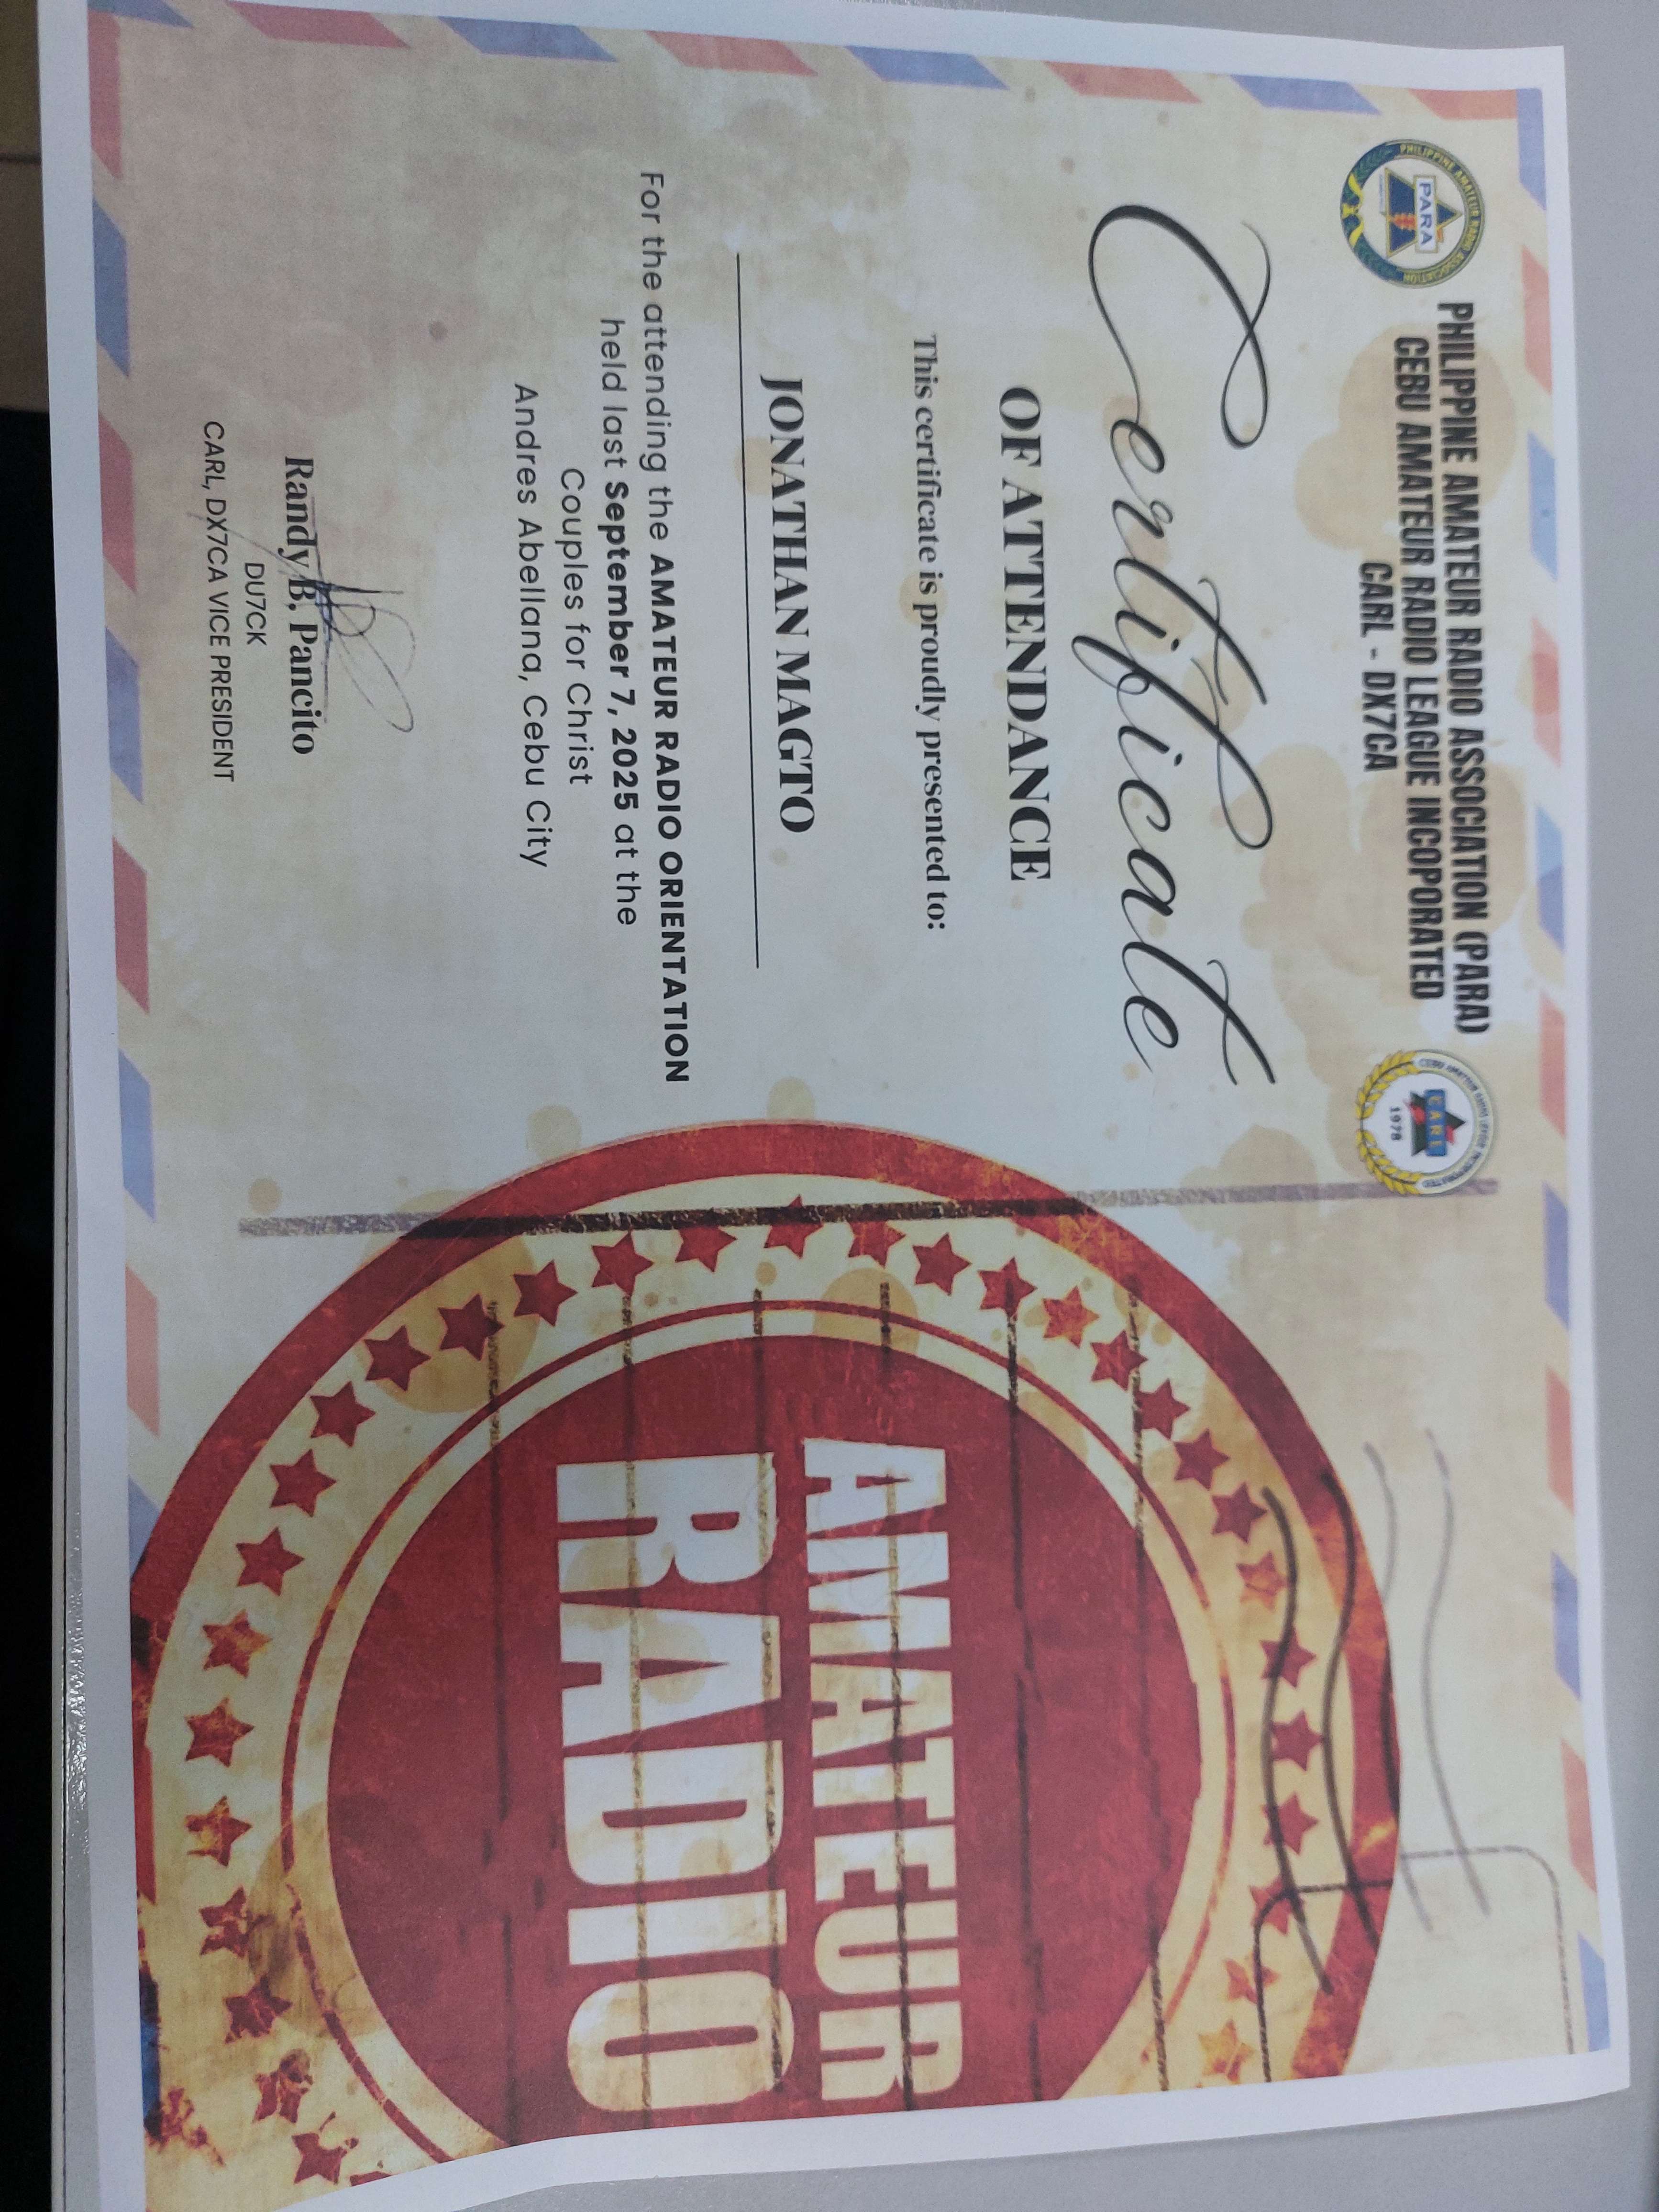 PHILIPPINE AMATEUR RADIO ASSOCIATION (PARA)
CEBU AMATEUR RADIO LEAGUE INCOPORATED
CARL - DX7CA
PHILIPPINE AMATEUR RADIO ASSOCIATION
PARA
CARL
1978
Certificate
OF ATTENDANCE
This certificate is proudly presented to:
JONATHAN MAGTO
For the attending the AMATEUR RADIO ORIENTATION
held last September 7, 2025 at the
Couples for Christ
Andres Abellana, Cebu City
Randy B. Pancito
DU7CK
CARL, DX7CA VICE PRESIDENT
AMATEUR
RADIO